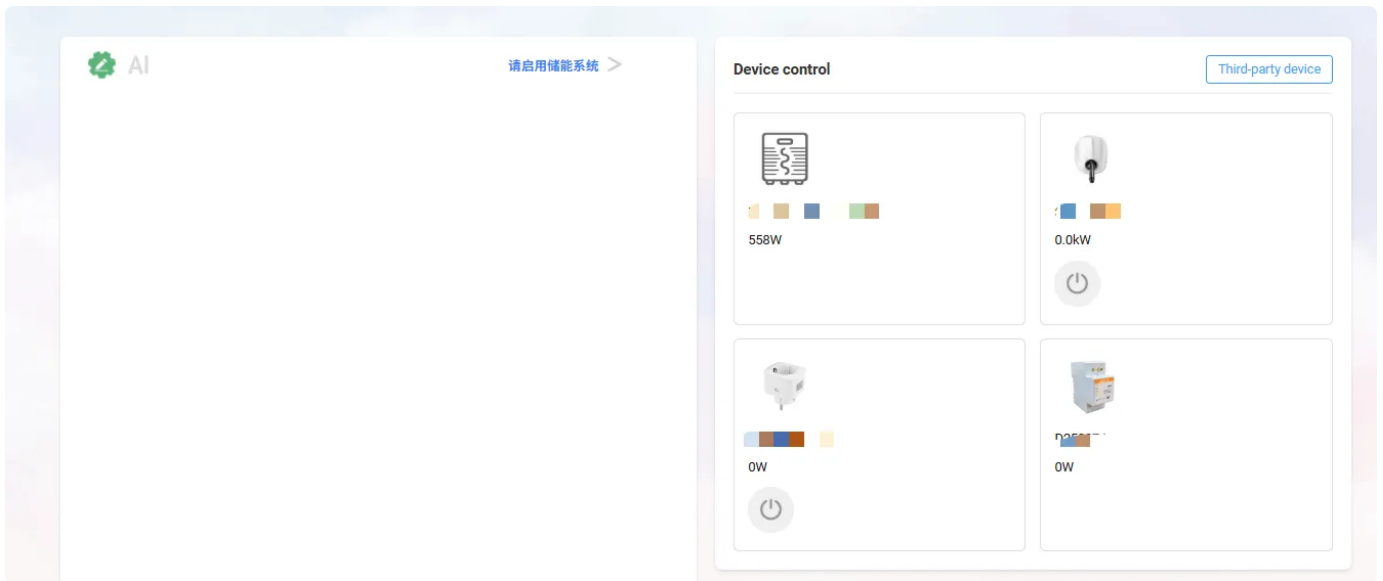 AI
请启用储能系统 >
Device control
Third-party device
558W
0.0kW
0W
0W